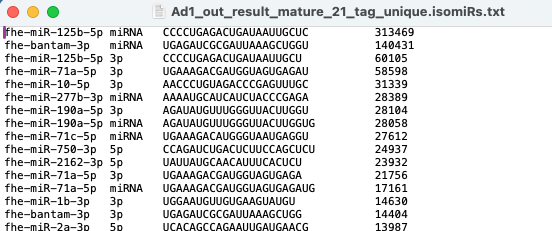 Ad1_out_result_mature_21_tag_unique.isomiRs.txt
fhe-miR-125b-5p miRNA CCCCUGAGACUGAUAAUUGCUC 313469
fhe-bantam-3p miRNA UGAGAUCGCGAUUAAAGCUGGU 140431
fhe-miR-125b-5p 3p CCCCUGAGACUGAUAAUUGCU 60105
fhe-miR-71a-5p 3p UGAAAGACGAUGGUAGUGAGAU 58598
fhe-miR-10-5p 3p AACCCUGUAGACCCGAGUUUGC 31339
fhe-miR-277b-3p miRNA AAAAUGCAUCAUCUACCCGAGA 28389
fhe-miR-190a-5p 3p AGAUAUGUUUGGGUUACUUGGU 28104
fhe-miR-190a-5p miRNA AGAUAUGUUUGGGUUACUUGGUG 28058
fhe-miR-71c-5p miRNA UGAAAGACAUGGGUAAUGAGGU 27612
fhe-miR-750-3p 5p CCAGAUCUGACUCUUCCAGCUCU 24937
fhe-miR-2162-3p 5p UAUUAUGCAACAUUUCACUCU 23932
fhe-miR-71a-5p 3p UGAAAGACGAUGGUAGUGAGA 21756
fhe-miR-71a-5p miRNA UGAAAGACGAUGGUAGUGAGAUG 17161
fhe-miR-1b-3p 3p UGGAAUGUUGUGAAGUAUGU 14630
fhe-bantam-3p 3p UGAGAUCGCGAUUAAAGCUGG 14404
fhe-miR-2a-3p 5p UCACAGCCAGAAUUGAUGAACG 13987